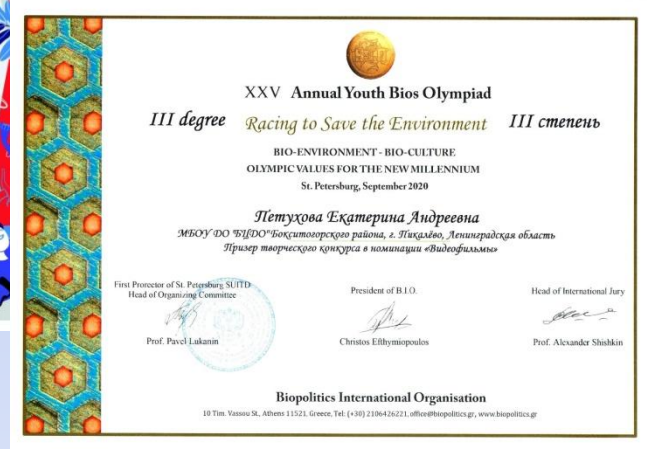 XXV Annual Youth Bios Olympiad
III degree Racing to Save the Environment III степень
BIO-ENVIRONMENT - BIO-CULTURE
OLYMPIC VALUES FOR THE NEW MILLENNIUM
St. Petersburg, September 2020
Петухова Екатерина Андреевна
МБОУ ДО "БЦДО" Бокситогорского района, г. Пикалёво, Ленинградская область
Призер творческого конкурса в номинации «Видеофильмы»
First Prorector of St. Petersburg SUITD
Head of Organizing Committee
President of B.I.O.
Head of International Jury
Prof. Pavel Lukanin
Christos Efthymiopoulos
Prof. Alexander Shishkin
Biopolitics International Organisation
10 Tim. Vassou St., Athens 11521, Greece, Tel: (+30) 2106426221, office@biopolitics.gr, www.biopolitics.gr